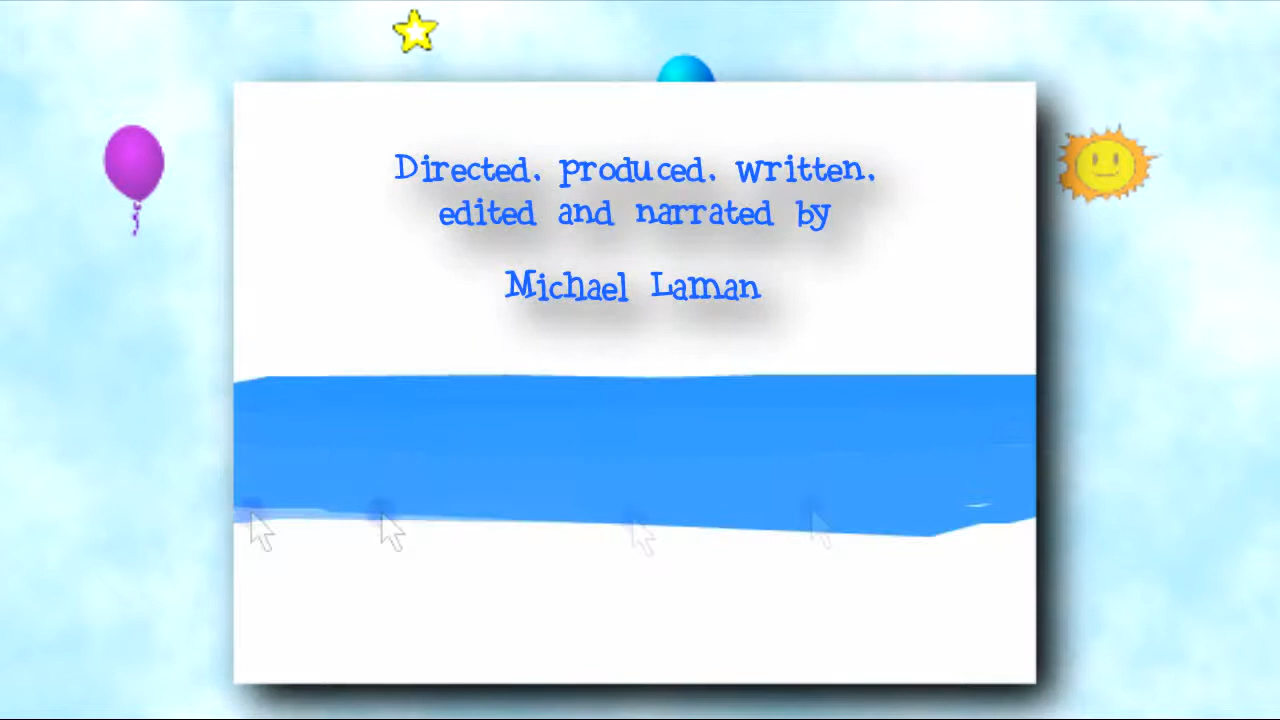 Directed, produced, written,
edited and narrated by
Michael Laman